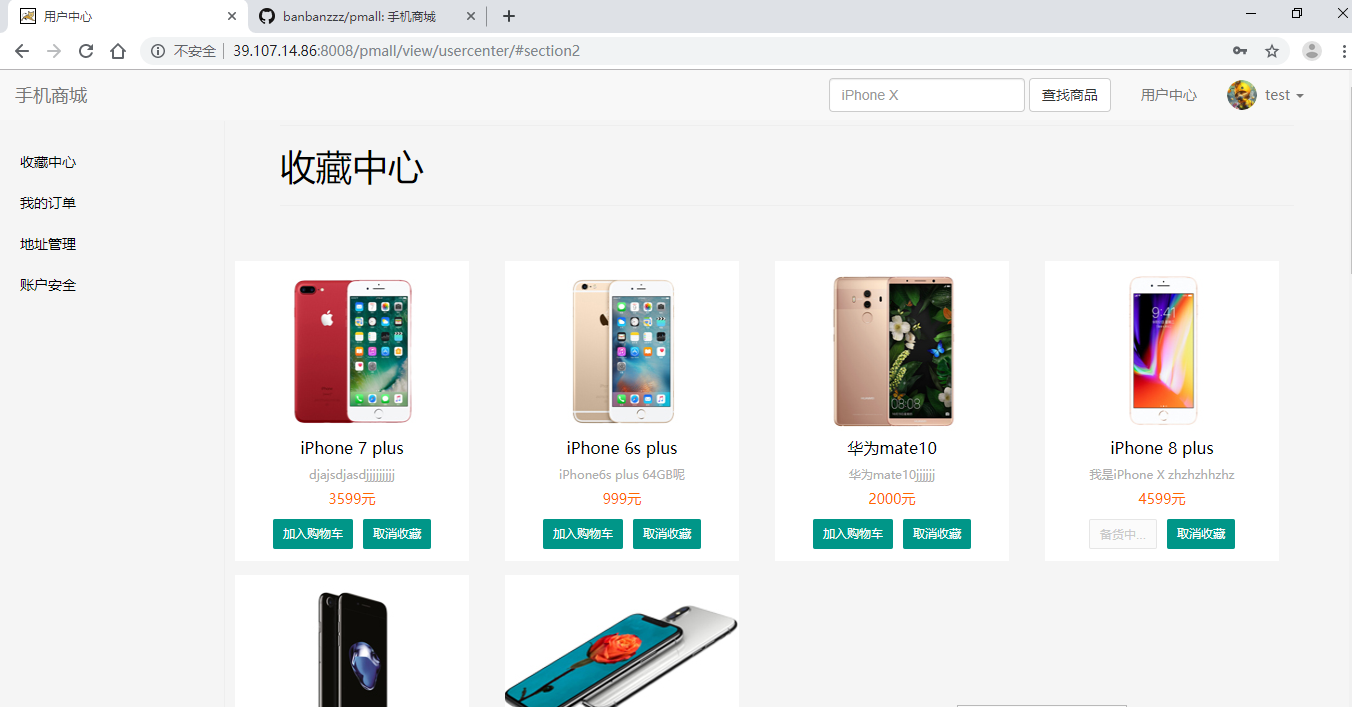 用户中心
banbanzzz/pmall: 手机商城
不安全
39.107.14.86:8008/pmall/view/usercenter/#section2
手机商城
iPhone X
查找商品
用户中心
test
收藏中心
我的订单
地址管理
账户安全
收藏中心
iPhone 7 plus
djajsdjasdjjjjjjjjj
3599元
加入购物车 取消收藏
iPhone 6s plus
iPhone6s plus 64GB呢
999元
加入购物车 取消收藏
华为mate10
华为mate10jjjjjj
2000元
加入购物车 取消收藏
9:41
iPhone 8 plus
我是iPhone X zhzhzhhzhz
4599元
备货中... 取消收藏
08:03